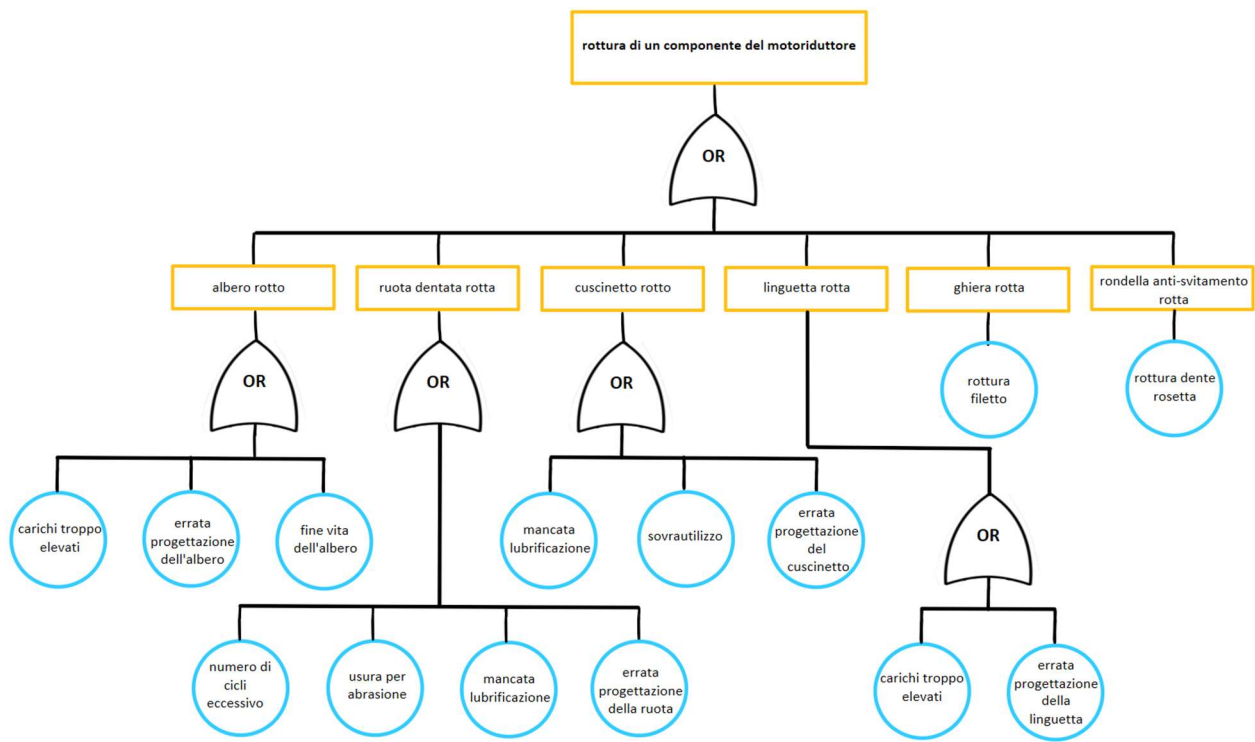 rottura di un componente del motoriduttore
OR
albero rotto
ruota dentata rotta
cuscinetto rotto
linguetta rotta
ghiera rotta
rondella anti-svitamento
rotta
OR
OR
OR
rottura
filetto
rottura dente
rosetta
carichi troppo
elevati
errata
progettazione
dell'albero
fine vita
dell'albero
mancata
lubrificazione
sovrautilizzo
errata
progettazione
del
cuscinetto
OR
numero di
cicli
eccessivo
usura per
abrasione
mancata
lubrificazione
errata
progettazione
della ruota
carichi troppo
elevati
errata
progettazione
della
linguetta